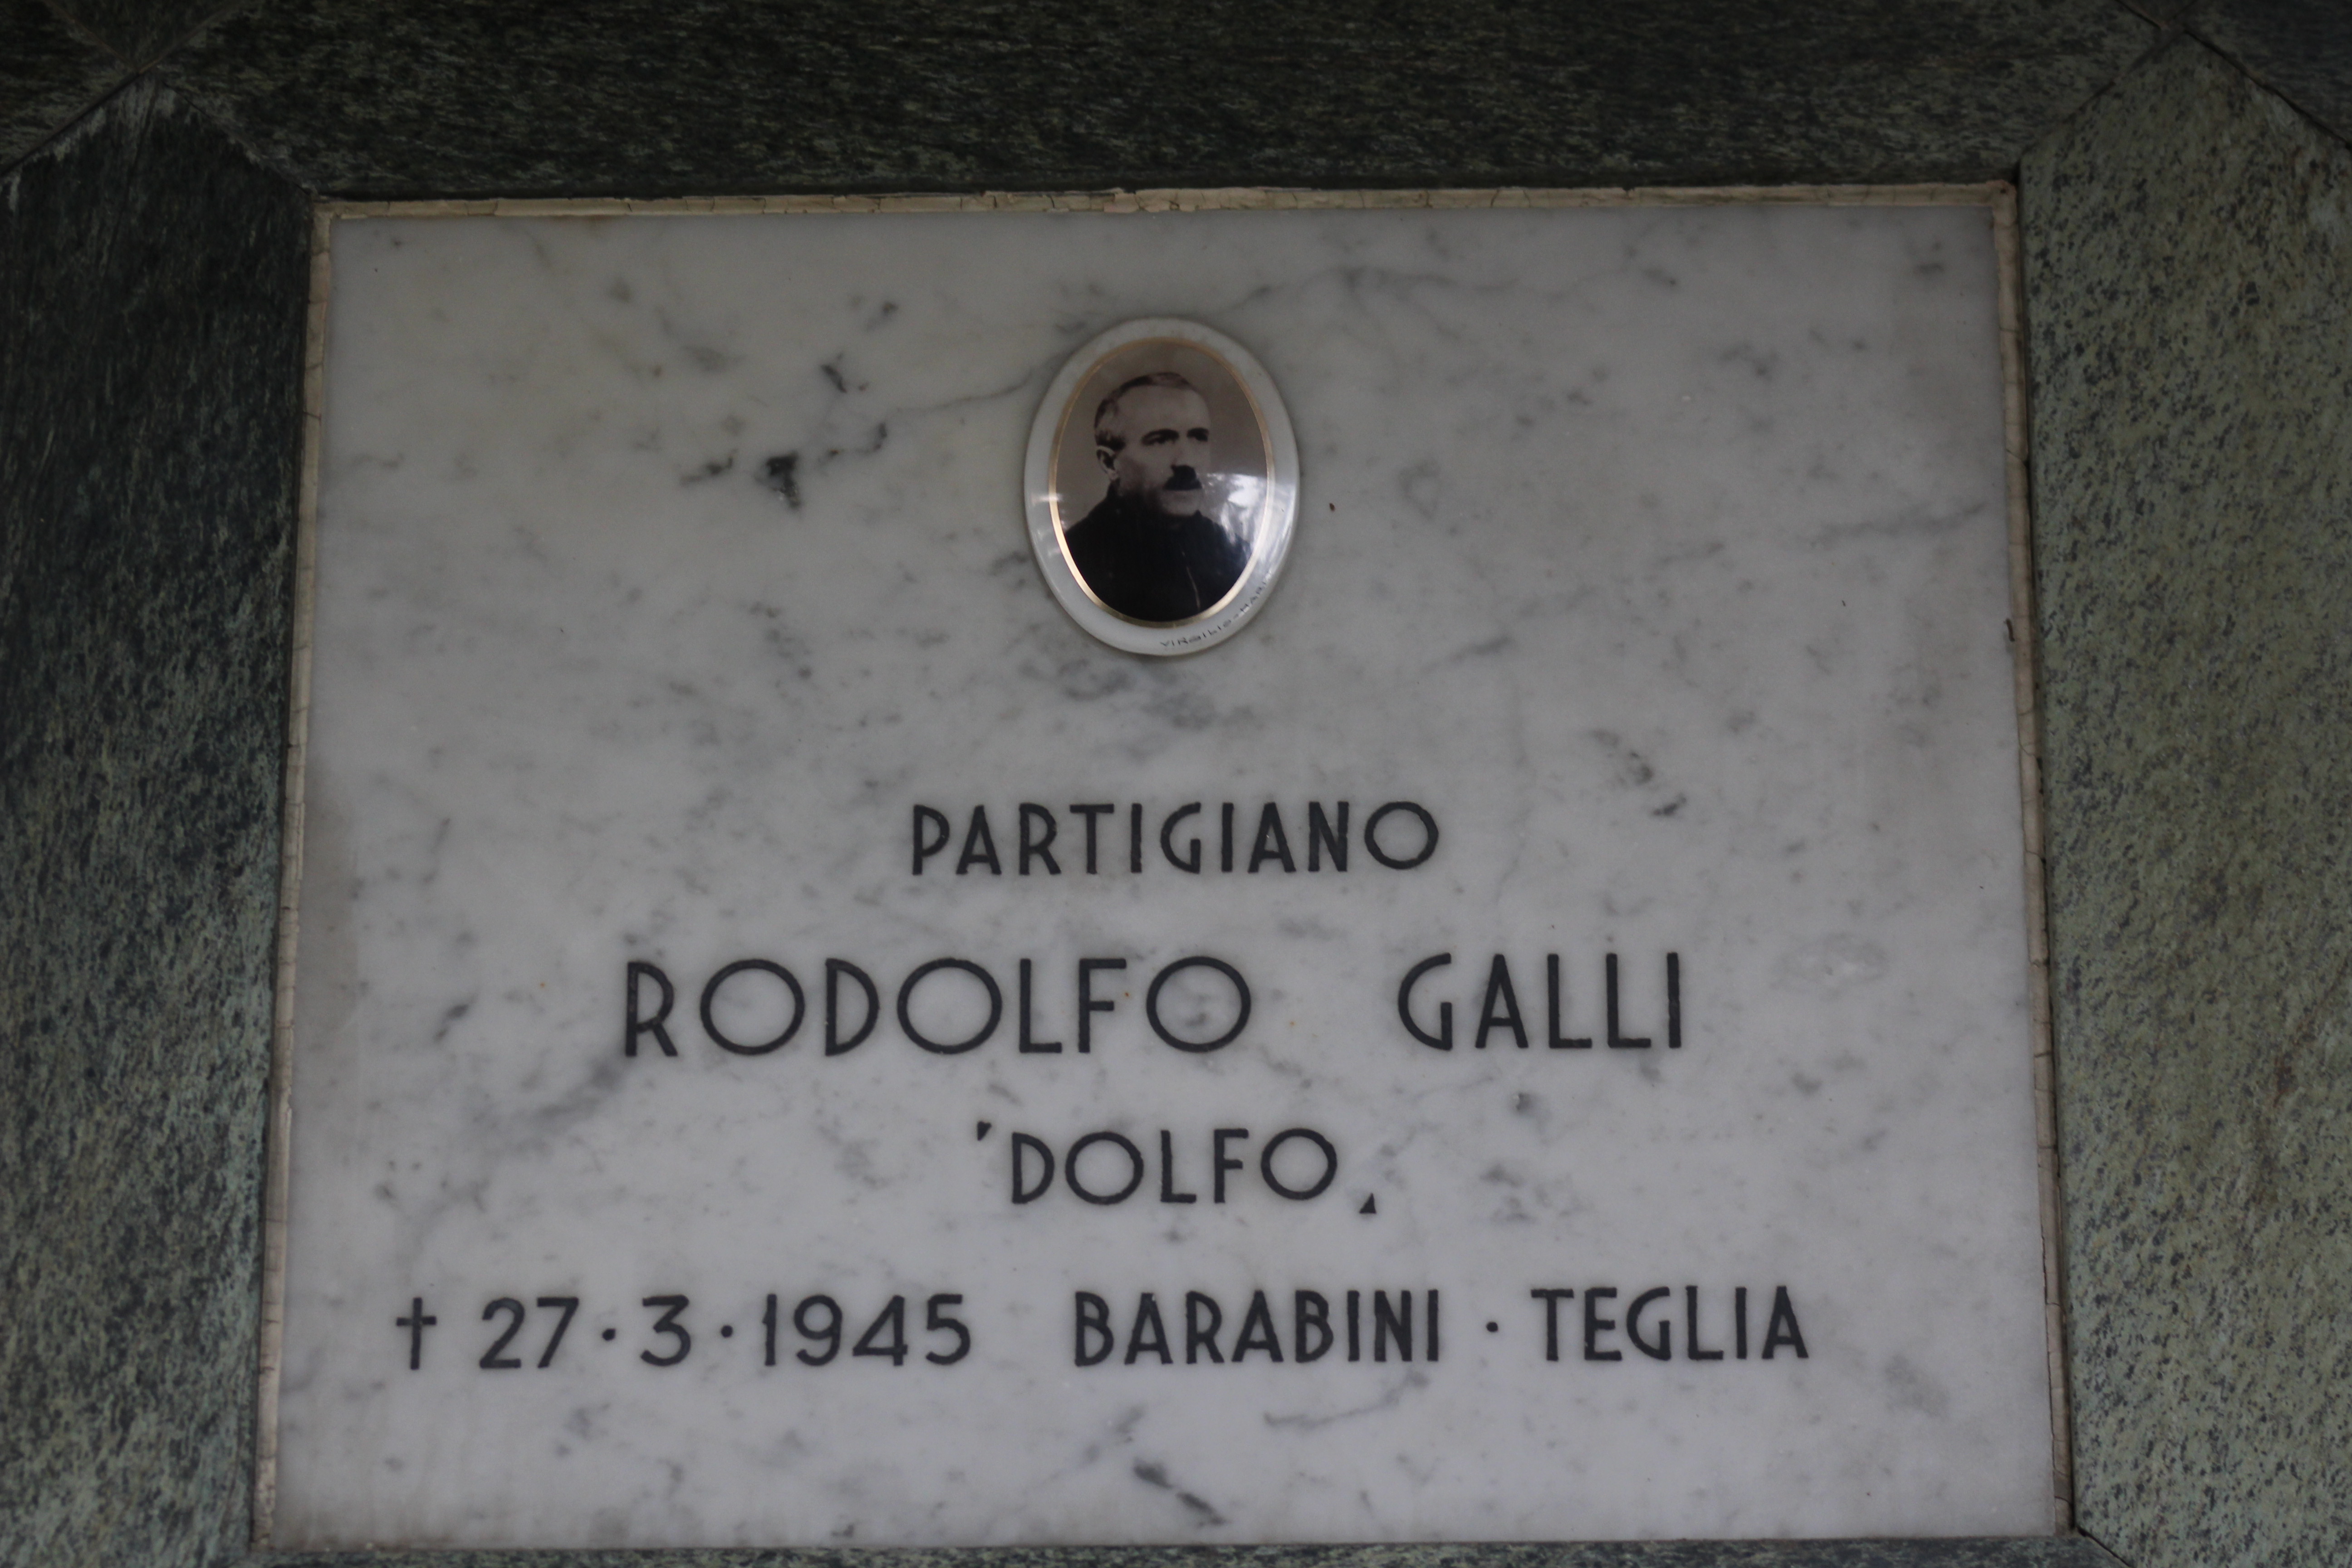 PARTIGIANO
RODOLFO GALLI
"DOLFO"
† 27·3·1945 BARABINI·TEGLIA